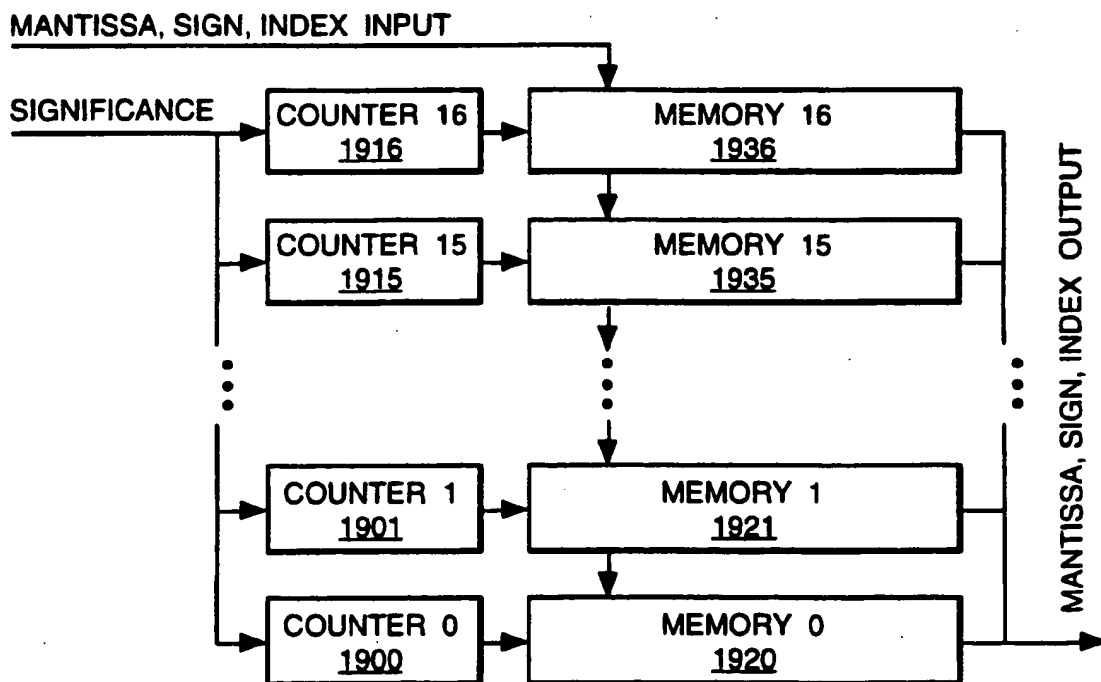 MANTISSA, SIGN, INDEX INPUT
SIGNIFICANCE
COUNTER 16
1916
MEMORY 16
1936
COUNTER 15
1915
MEMORY 15
1935
COUNTER 1
1901
MEMORY 1
1921
COUNTER 0
1900
MEMORY 0
1920
MANTISSA, SIGN, INDEX OUTPUT